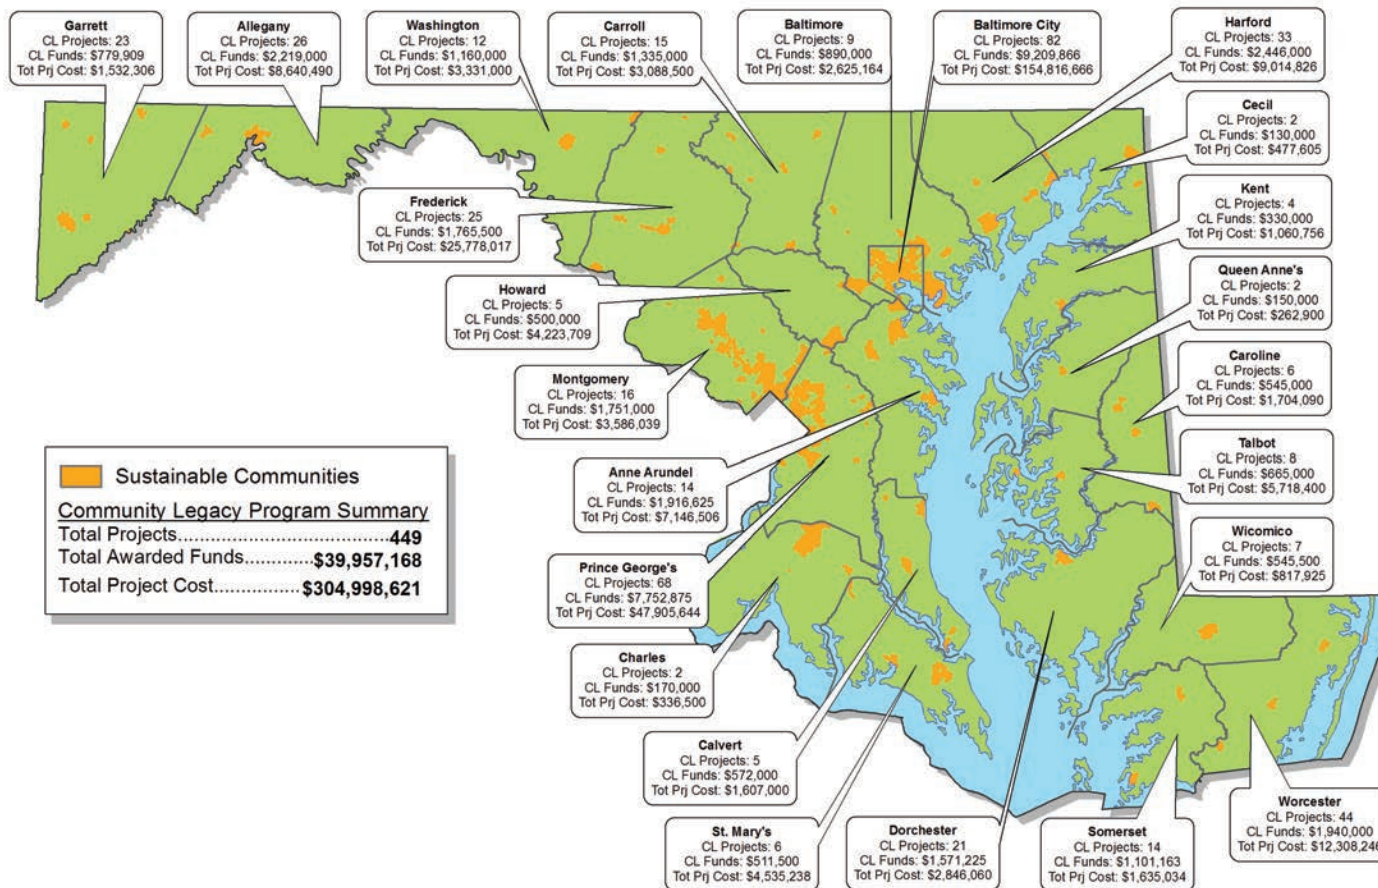 Garrett
CL Projects: 23
CL Funds: $779,909
Tot Prj Cost: $1,532,306
Allegany
CL Projects: 26
CL Funds: $2,219,000
Tot Prj Cost: $8,640,490
Washington
CL Projects: 12
CL Funds: $1,160,000
Tot Prj Cost: $3,331,000
Carroll
CL Projects: 15
CL Funds: $1,335,000
Tot Prj Cost: $3,088,500
Baltimore
CL Projects: 9
CL Funds: $890,000
Tot Prj Cost: $2,625,164
Baltimore City
CL Projects: 82
CL Funds: $9,209,866
Tot Prj Cost: $154,816,666
Harford
CL Projects: 33
CL Funds: $2,446,000
Tot Prj Cost: $9,014,826
Cecil
CL Projects: 2
CL Funds: $130,000
Tot Prj Cost: $477,605
Frederick
CL Projects: 25
CL Funds: $1,765,500
Tot Prj Cost: $25,778,017
Kent
CL Projects: 4
CL Funds: $330,000
Tot Prj Cost: $1,060,756
Howard
CL Projects: 5
CL Funds: $500,000
Tot Prj Cost: $4,223,709
Queen Anne's
CL Projects: 2
CL Funds: $150,000
Tot Prj Cost: $262,900
Montgomery
CL Projects: 16
CL Funds: $1,751,000
Tot Prj Cost: $3,586,039
Caroline
CL Projects: 6
CL Funds: $545,000
Tot Prj Cost: $1,704,090
Sustainable Communities
Community Legacy Program Summary
Total Projects..............................449
Total Awarded Funds.............$39,957,168
Total Project Cost................$304,998,621
Anne Arundel
CL Projects: 14
CL Funds: $1,916,625
Tot Prj Cost: $7,146,506
Talbot
CL Projects: 8
CL Funds: $665,000
Tot Prj Cost: $5,718,400
Prince George's
CL Projects: 68
CL Funds: $7,752,875
Tot Prj Cost: $47,905,644
Wicomico
CL Projects: 7
CL Funds: $545,500
Tot Prj Cost: $817,925
Charles
CL Projects: 2
CL Funds: $170,000
Tot Prj Cost: $336,500
Calvert
CL Projects: 5
CL Funds: $572,000
Tot Prj Cost: $1,607,000
St. Mary's
CL Projects: 6
CL Funds: $511,500
Tot Prj Cost: $4,535,238
Dorchester
CL Projects: 21
CL Funds: $1,571,225
Tot Prj Cost: $2,846,060
Somerset
CL Projects: 14
CL Funds: $1,101,163
Tot Prj Cost: $1,635,034
Worcester
CL Projects: 44
CL Funds: $1,940,000
Tot Prj Cost: $12,308,246